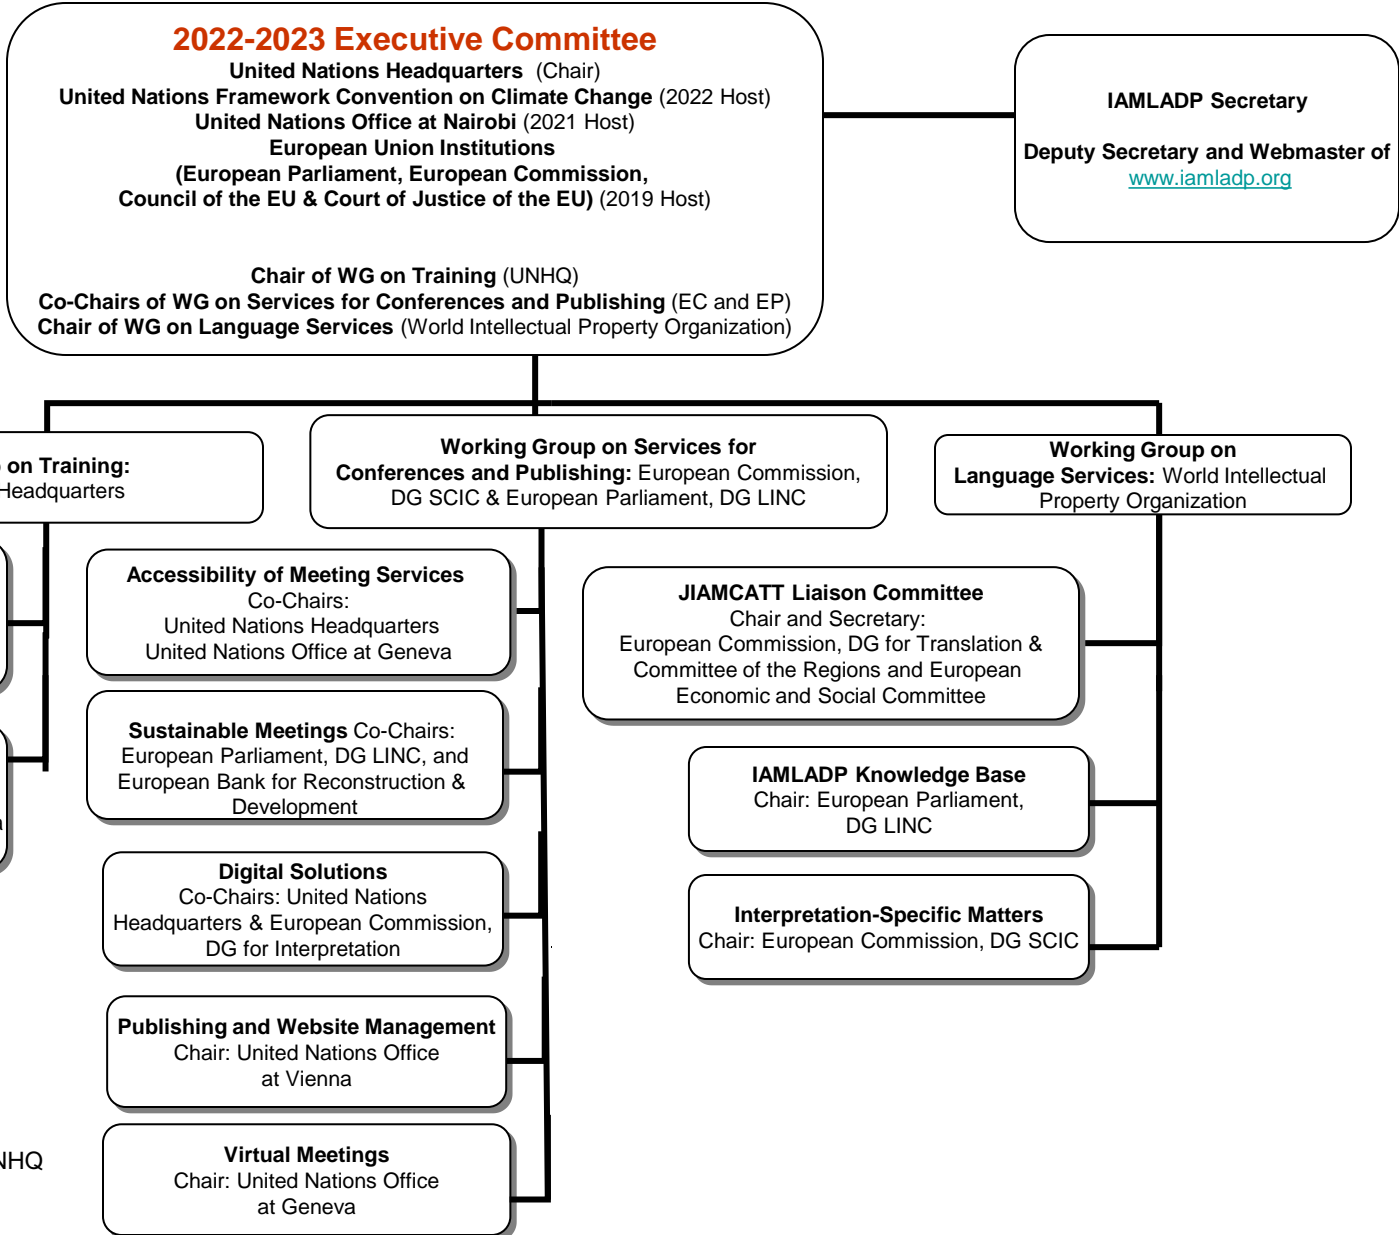 2022-2023 Executive Committee
United Nations Headquarters (Chair)
United Nations Framework Convention on Climate Change (2022 Host)
United Nations Office at Nairobi (2021 Host)
European Union Institutions
(European Parliament, European Commission,
Council of the EU & Court of Justice of the EU) (2019 Host)
Chair of WG on Training (UNHQ)
Co-Chairs of WG on Services for Conferences and Publishing (EC and EP)
Chair of WG on Language Services (World Intellectual Property Organization)
IAMLADP Secretary
Deputy Secretary and Webmaster of
www.iamladp.org
on Training:
Headquarters
Working Group on Services for
Conferences and Publishing: European Commission,
DG SCIC & European Parliament, DG LINC
Working Group on
Language Services: World Intellectual
Property Organization
Accessibility of Meeting Services
Co-Chairs:
United Nations Headquarters
United Nations Office at Geneva
Sustainable Meetings Co-Chairs:
European Parliament, DG LINC, and
European Bank for Reconstruction &
Development
Digital Solutions
Co-Chairs: United Nations
Headquarters & European Commission,
DG for Interpretation
Publishing and Website Management
Chair: United Nations Office
at Vienna
Virtual Meetings
Chair: United Nations Office
at Geneva
JIAMCATT Liaison Committee
Chair and Secretary:
European Commission, DG for Translation &
Committee of the Regions and European
Economic and Social Committee
IAMLADP Knowledge Base
Chair: European Parliament,
DG LINC
Interpretation-Specific Matters
Chair: European Commission, DG SCIC